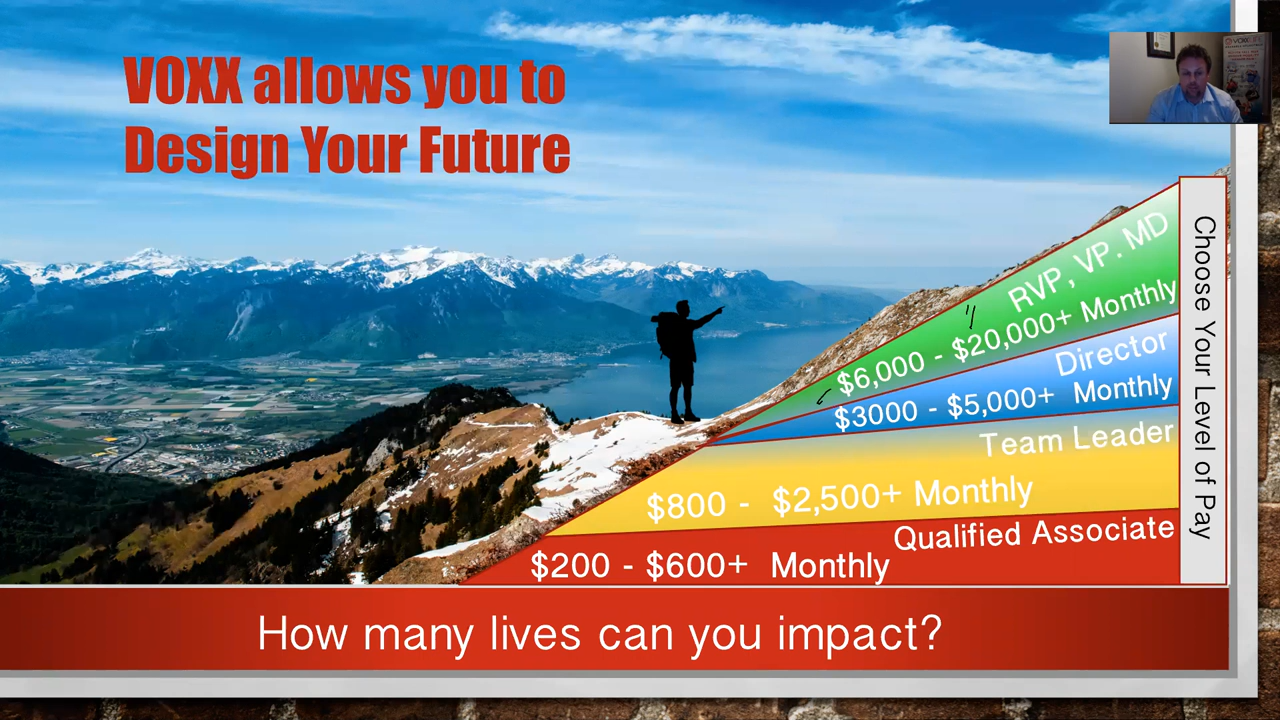 VOXX allows you to
Design Your Future
RVP, VP. MD
$6,000 - $20,000+ Monthly
Director
$3000 - $5,000+ Monthly
Team Leader
$800 - $2,500+ Monthly
Qualified Associate
$200 - $600+ Monthly
Choose Your Level of Pay
How many lives can you impact?